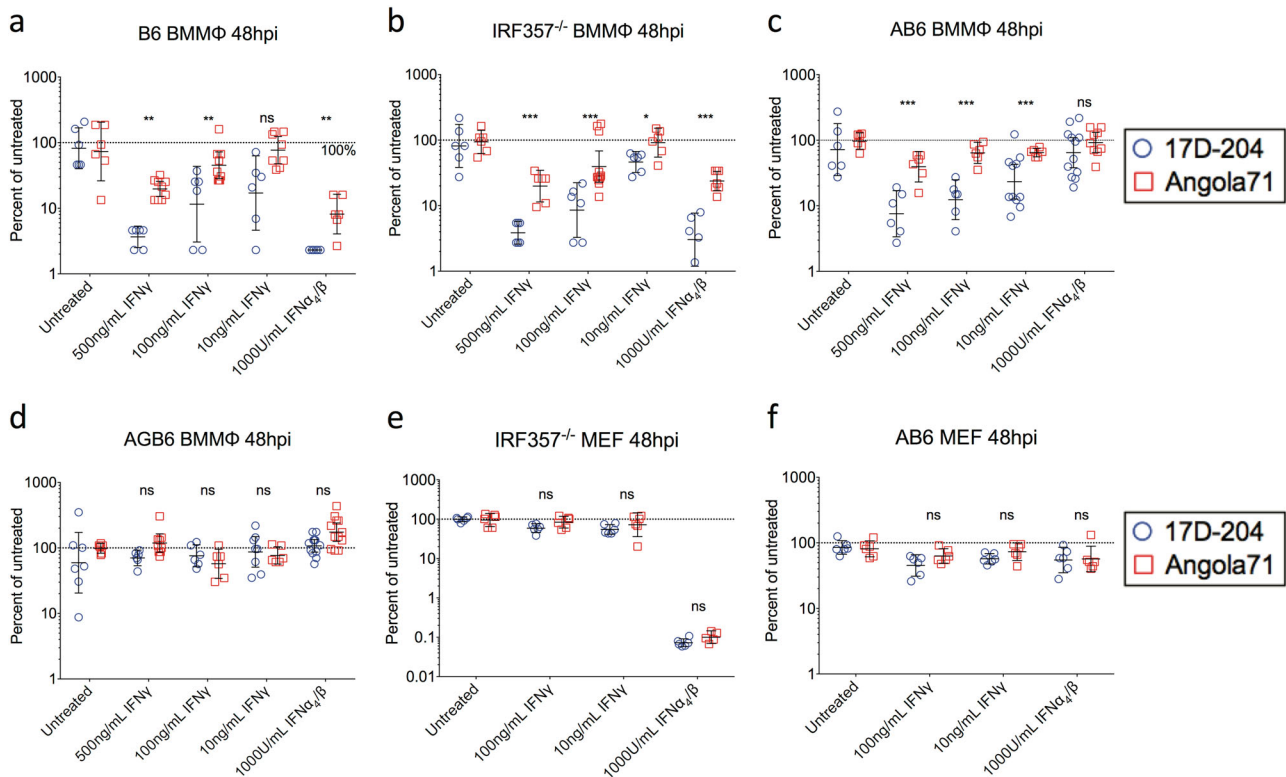 a
B6 BMMΦ 48hpi
Percent of untreated
1000
100
10
1
** ** ns **
100%
Untreated
500ng/mL IFNγ
100ng/mL IFNγ
10ng/mL IFNγ
1000U/mL IFNα4/β
b
IRF357-/- BMMΦ 48hpi
Percent of untreated
1000
100
10
1
*** *** * ***
Untreated
500ng/mL IFNγ
100ng/mL IFNγ
10ng/mL IFNγ
1000U/mL IFNα4/β
c
AB6 BMMΦ 48hpi
Percent of untreated
1000
100
10
1
*** *** *** ns
Untreated
500ng/mL IFNγ
100ng/mL IFNγ
10ng/mL IFNγ
1000U/mL IFNα4/β
17D-204
Angola71
d
AGB6 BMMΦ 48hpi
Percent of untreated
1000
100
10
1
ns ns ns ns
Untreated
500ng/mL IFNγ
100ng/mL IFNγ
10ng/mL IFNγ
1000U/mL IFNα4/β
e
IRF357-/- MEF 48hpi
Percent of untreated
1000
100
10
1
0.1
0.01
ns ns ns
Untreated
100ng/mL IFNγ
10ng/mL IFNγ
1000U/mL IFNα4/β
f
AB6 MEF 48hpi
Percent of untreated
1000
100
10
1
ns ns ns
Untreated
100ng/mL IFNγ
10ng/mL IFNγ
1000U/mL IFNα4/β
17D-204
Angola71